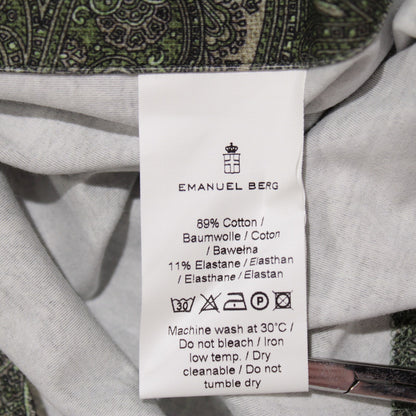 EMANUEL BERG
89% Cotton /
Baumwolle / Coton
/ Bawełna
11% Elastane / Elasthan
/ Elasthane / Elastan
30 P
Machine wash at 30°C /
Do not bleach / Iron
low temp. / Dry
cleanable / Do not
tumble dry